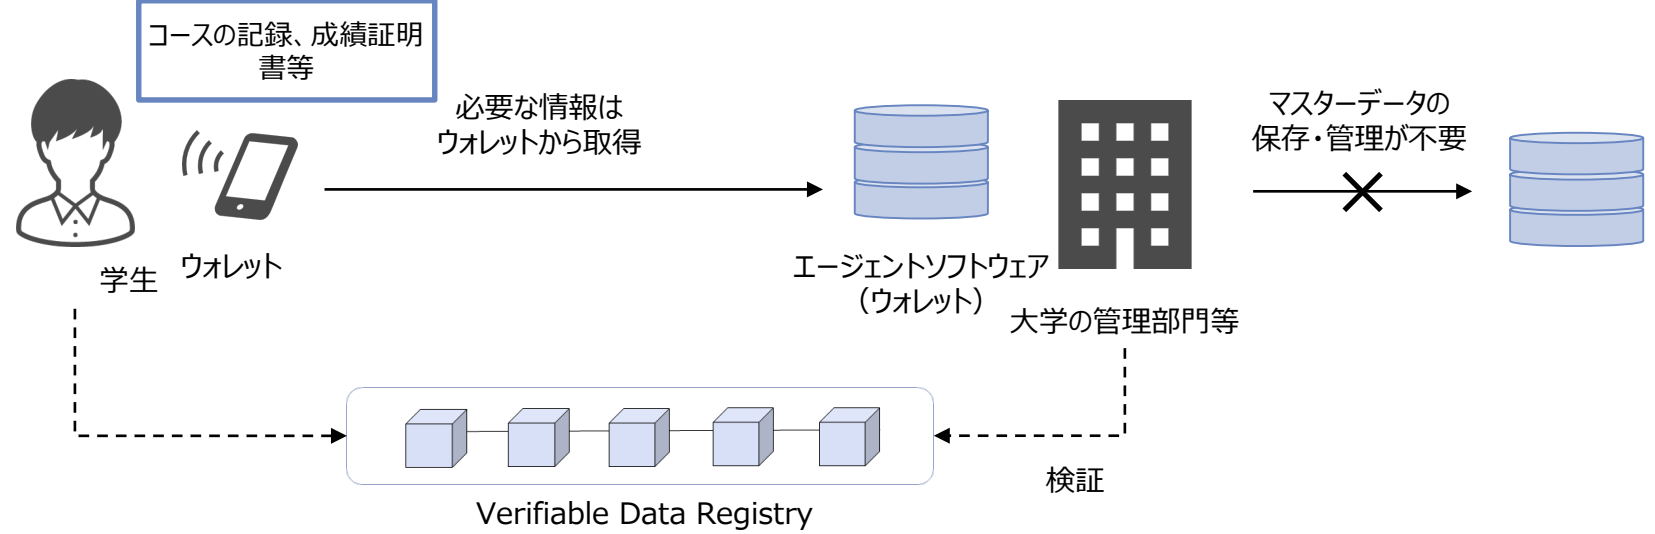 コースの記録、成績証明
書等
必要な情報は
ウォレットから取得
マスターデータの
保存・管理が不要
学生
ウォレット
エージェントソフトウェア
（ウォレット）
大学の管理部門等
検証
Verifiable Data Registry